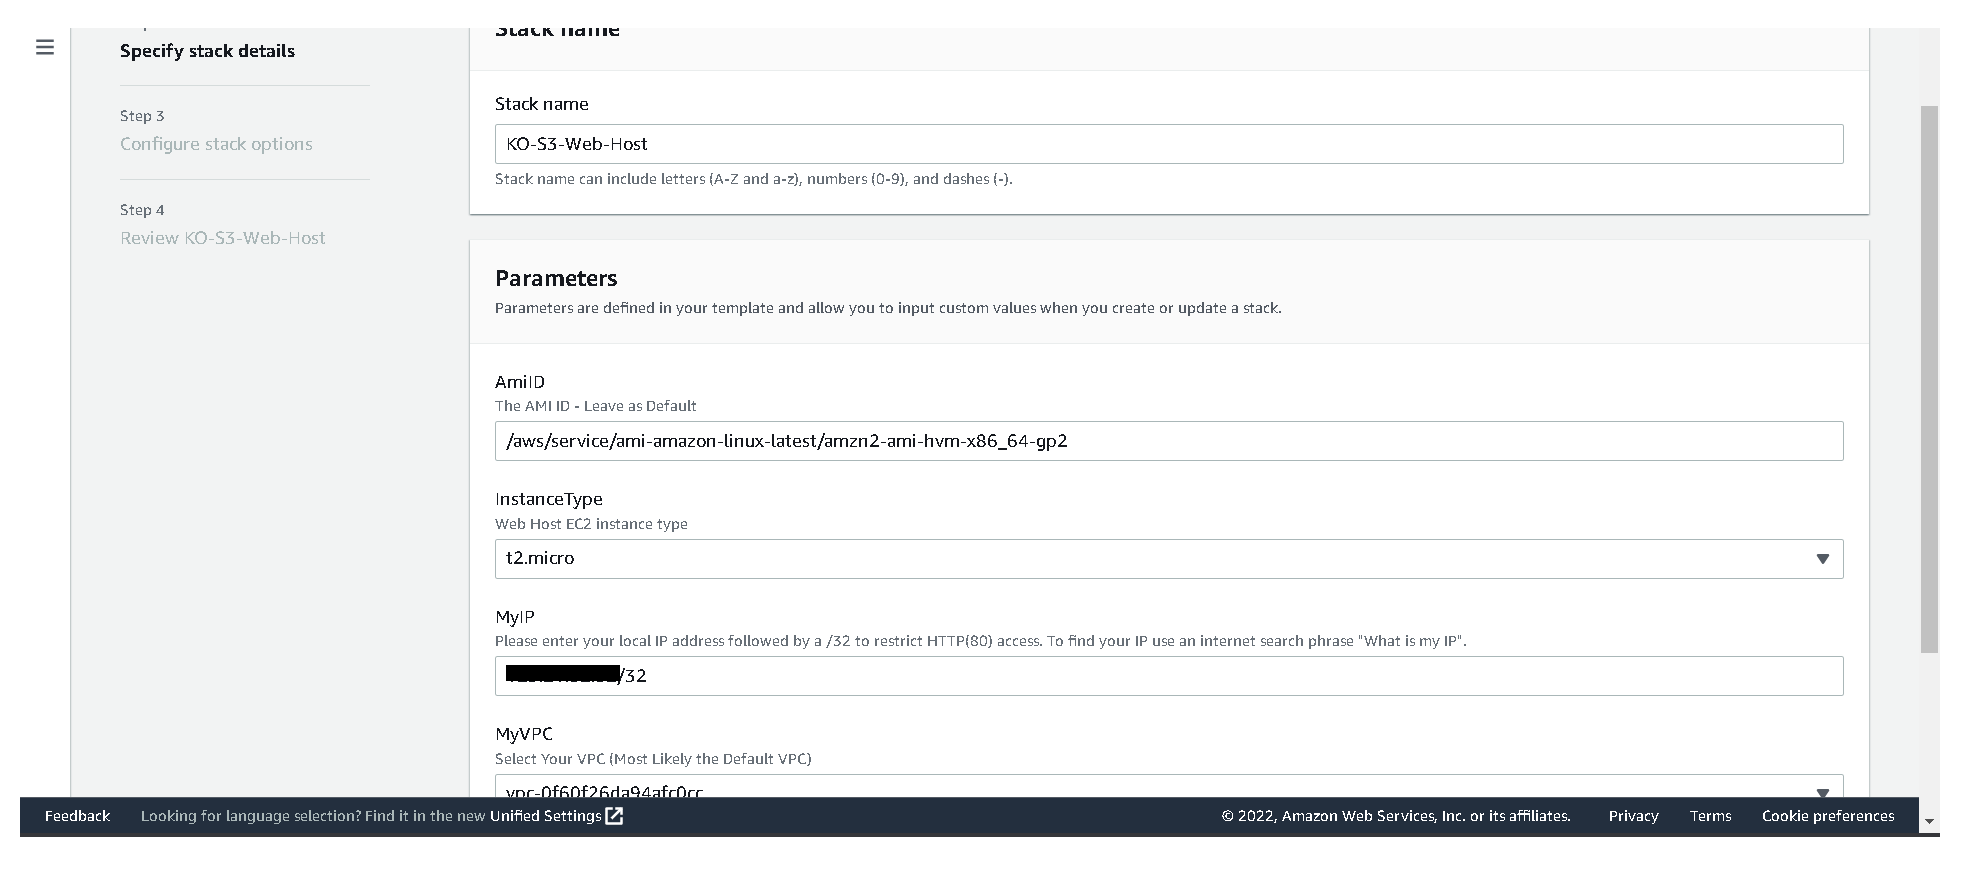 Stack name
Specify stack details
Step 3
Configure stack options
Step 4
Review KO-S3-Web-Host
Stack name
KO-S3-Web-Host
Stack name can include letters (A-Z and a-z), numbers (0-9), and dashes (-).
Parameters
Parameters are defined in your template and allow you to input custom values when you create or update a stack.
AmiID
The AMI ID - Leave as Default
/aws/service/ami-amazon-linux-latest/amzn2-ami-hvm-x86_64-gp2
InstanceType
Web Host EC2 instance type
t2.micro
MyIP
Please enter your local IP address followed by a /32 to restrict HTTP(80) access. To find your IP use an internet search phrase "What is my IP".
/32
MyVPC
Select Your VPC (Most Likely the Default VPC)
vpc-0f60f26da94afc0cc
Feedback
Looking for language selection? Find it in the new Unified Settings
© 2022, Amazon Web Services, Inc. or its affiliates.
Privacy
Terms
Cookie preferences